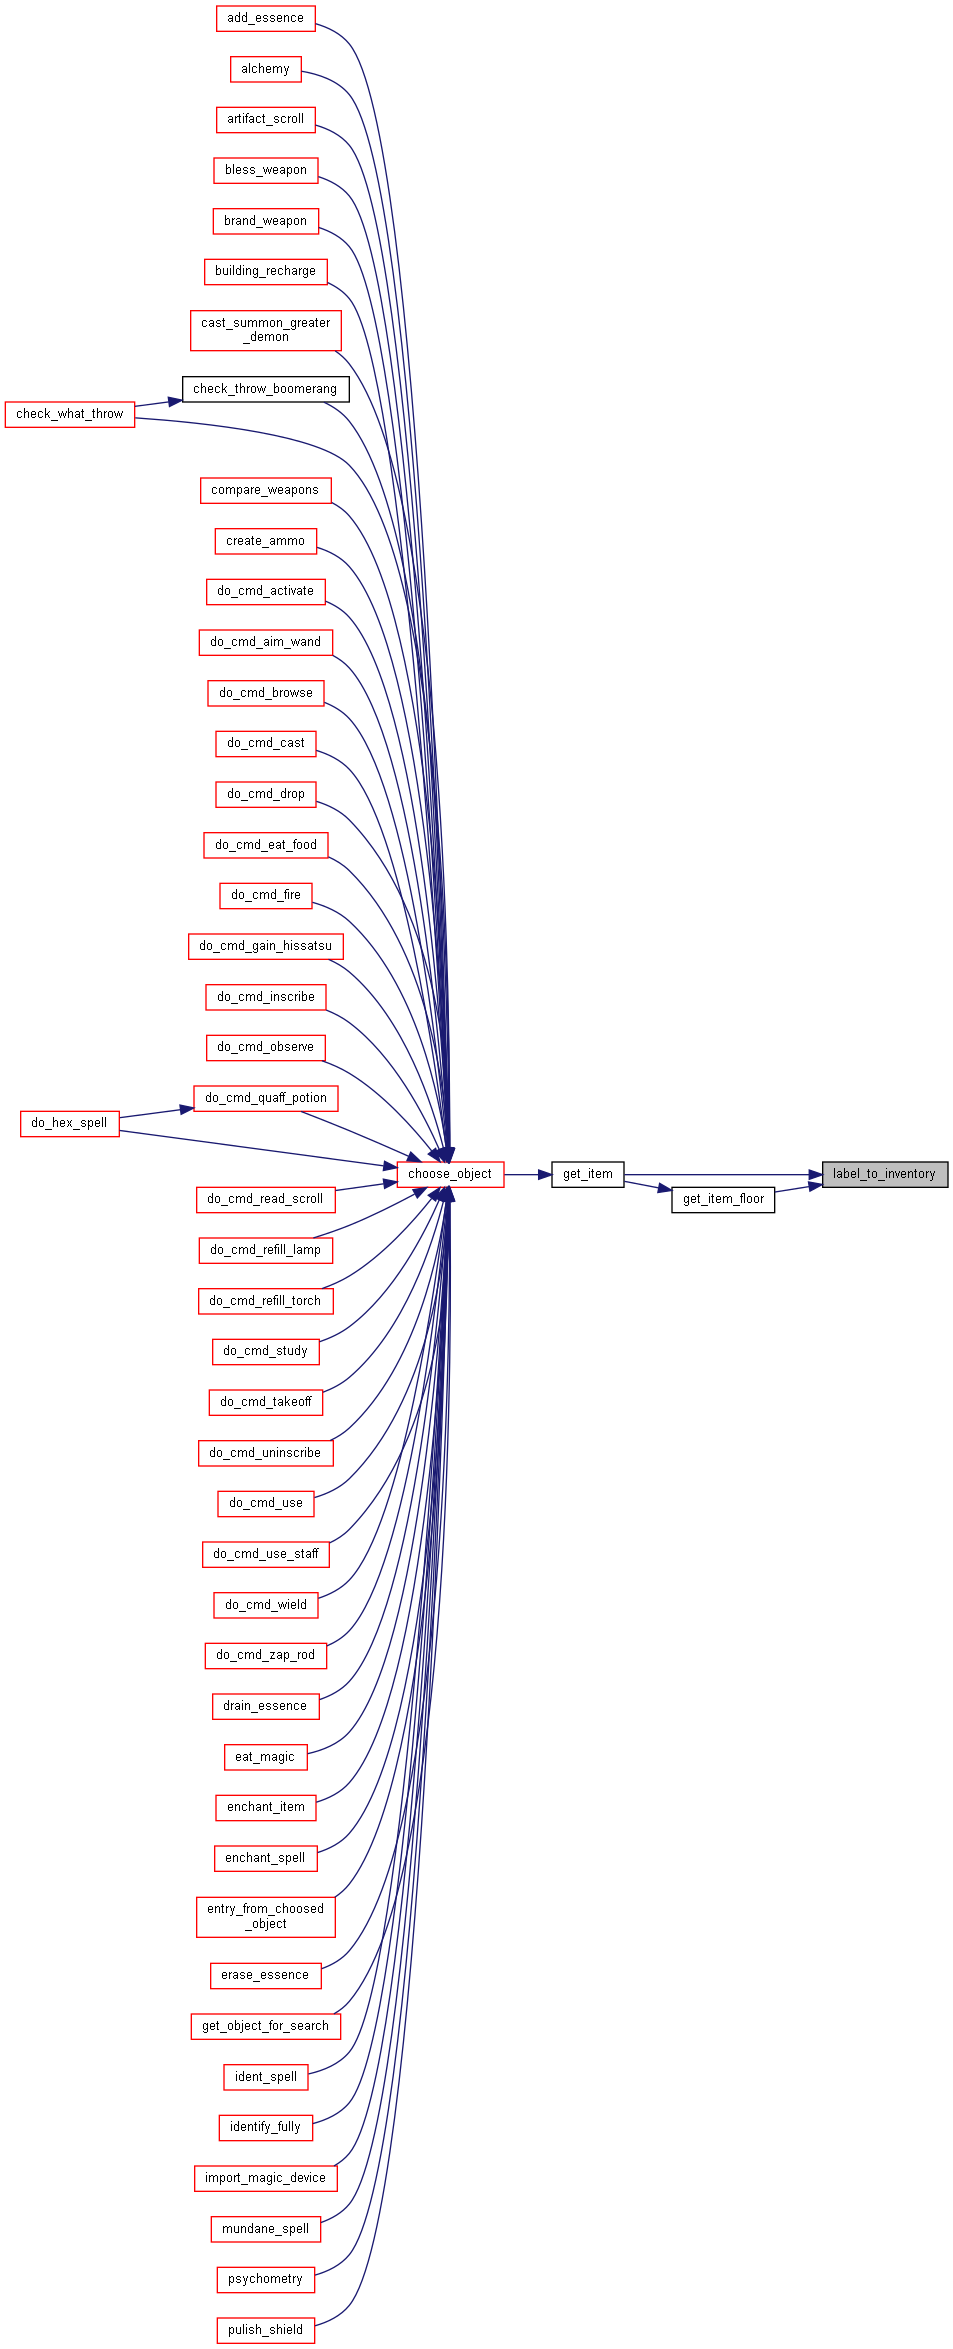 add_essence
alchemy
artifact_scroll
bless_weapon
brand_weapon
building_recharge
cast_summon_greater
_demon
check_throw_boomerang
check_what_throw
compare_weapons
create_ammo
do_cmd_activate
do_cmd_aim_wand
do_cmd_browse
do_cmd_cast
do_cmd_drop
do_cmd_eat_food
do_cmd_fire
do_cmd_gain_hissatsu
do_cmd_inscribe
do_cmd_observe
do_cmd_quaff_potion
do_hex_spell
choose_object
get_item
label_to_inventory
get_item_floor
do_cmd_read_scroll
do_cmd_refill_lamp
do_cmd_refill_torch
do_cmd_study
do_cmd_takeoff
do_cmd_uninscribe
do_cmd_use
do_cmd_use_staff
do_cmd_wield
do_cmd_zap_rod
drain_essence
eat_magic
enchant_item
enchant_spell
entry_from_choosed
_object
erase_essence
get_object_for_search
ident_spell
identify_fully
import_magic_device
mundane_spell
psychometry
pulish_shield